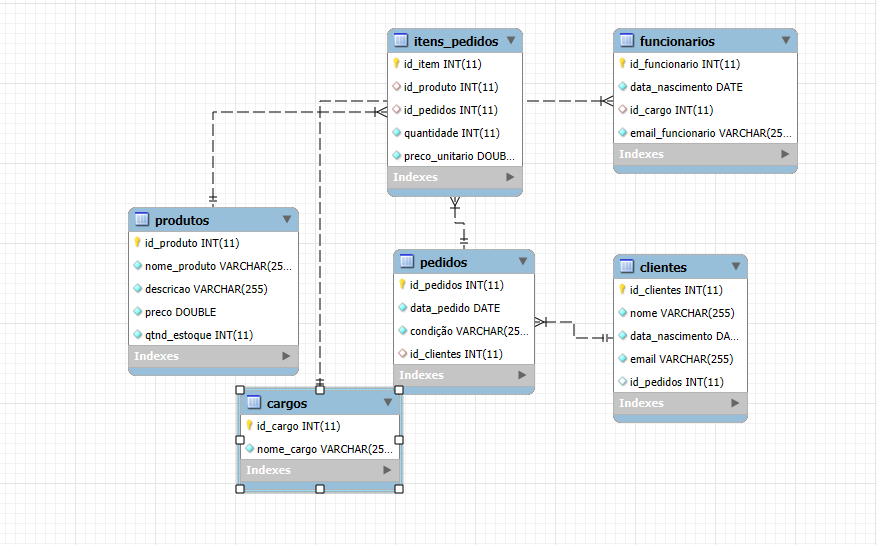 itens_pedidos
id_item INT(11)
id_produto INT(11)
id_pedidos INT(11)
quantidade INT(11)
preco_unitario DOUB...
Indexes
funcionarios
id_funcionario INT(11)
data_nascimento DATE
id_cargo INT(11)
email_funcionario VARCHAR(25...
Indexes
produtos
id_produto INT(11)
nome_produto VARCHAR(25...
descricao VARCHAR(255)
preco DOUBLE
qtnd_estoque INT(11)
Indexes
pedidos
id_pedidos INT(11)
data_pedido DATE
condição VARCHAR(25...
id_clientes INT(11)
Indexes
clientes
id_clientes INT(11)
nome VARCHAR(255)
data_nascimento DA...
email VARCHAR(255)
id_pedidos INT(11)
Indexes
cargos
id_cargo INT(11)
nome_cargo VARCHAR(25...
Indexes